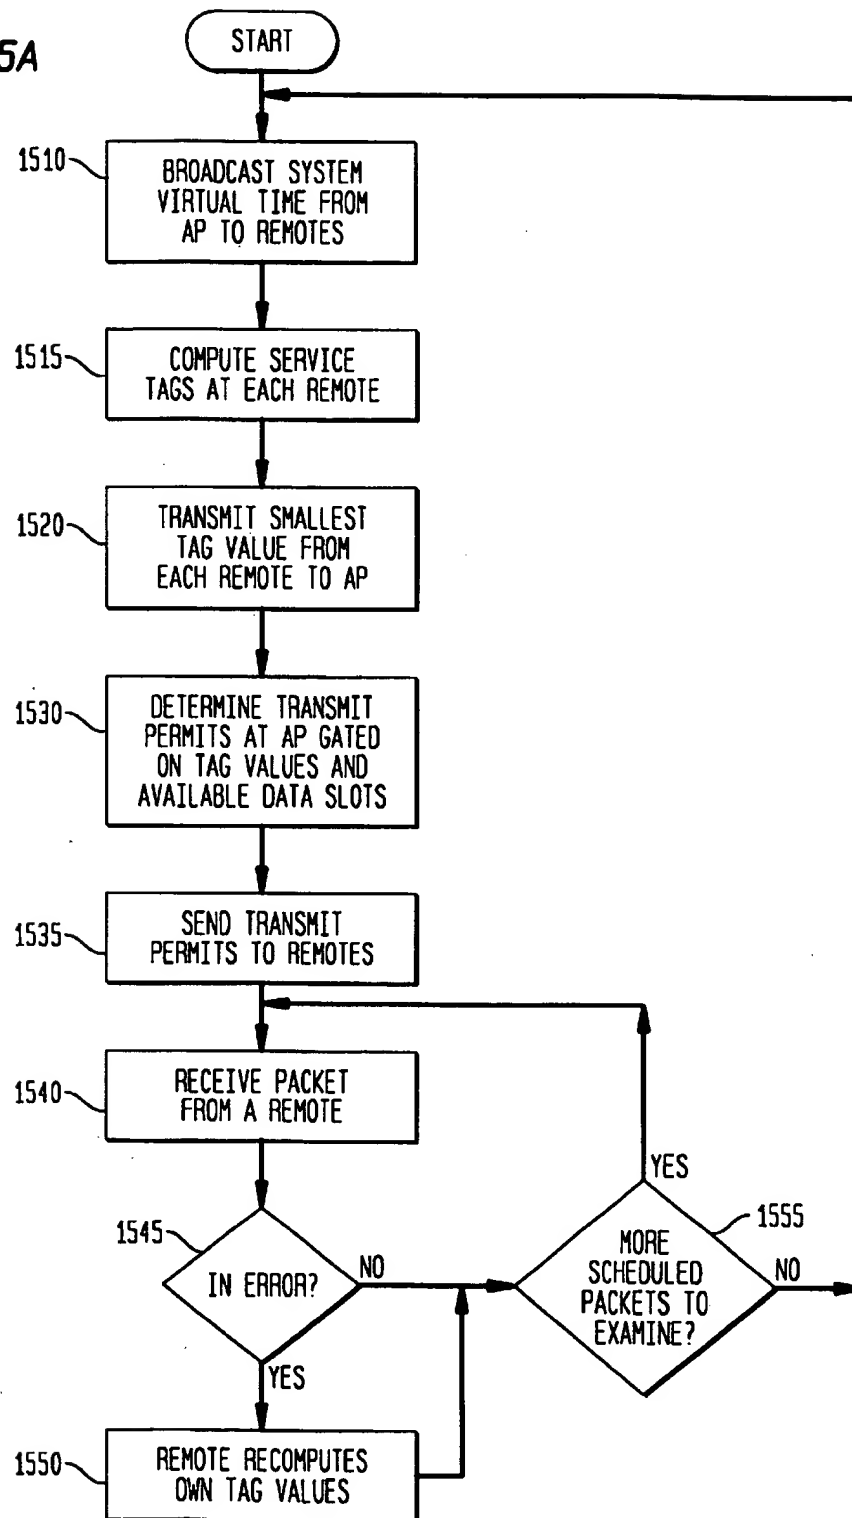 5A
START
1510
BROADCAST SYSTEM
VIRTUAL TIME FROM
AP TO REMOTES
1515
COMPUTE SERVICE
TAGS AT EACH REMOTE
1520
TRANSMIT SMALLEST
TAG VALUE FROM
EACH REMOTE TO AP
1530
DETERMINE TRANSMIT
PERMITS AT AP GATED
ON TAG VALUES AND
AVAILABLE DATA SLOTS
1535
SEND TRANSMIT
PERMITS TO REMOTES
1540
RECEIVE PACKET
FROM A REMOTE
1545
IN ERROR?
NO
YES
1550
REMOTE RECOMPUTES
OWN TAG VALUES
YES
1555
MORE
SCHEDULED
PACKETS TO
EXAMINE?
NO